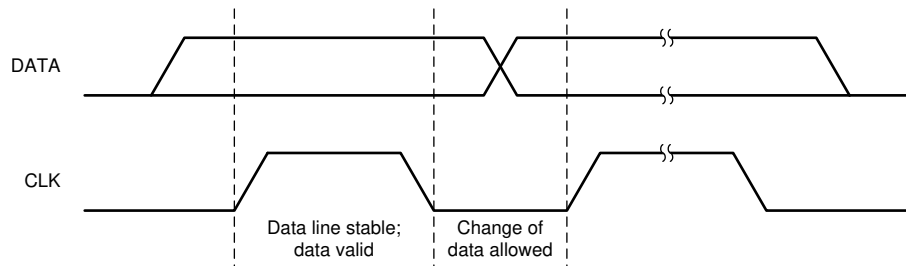 DATA
CLK
Data line stable;
data valid
Change of
data allowed